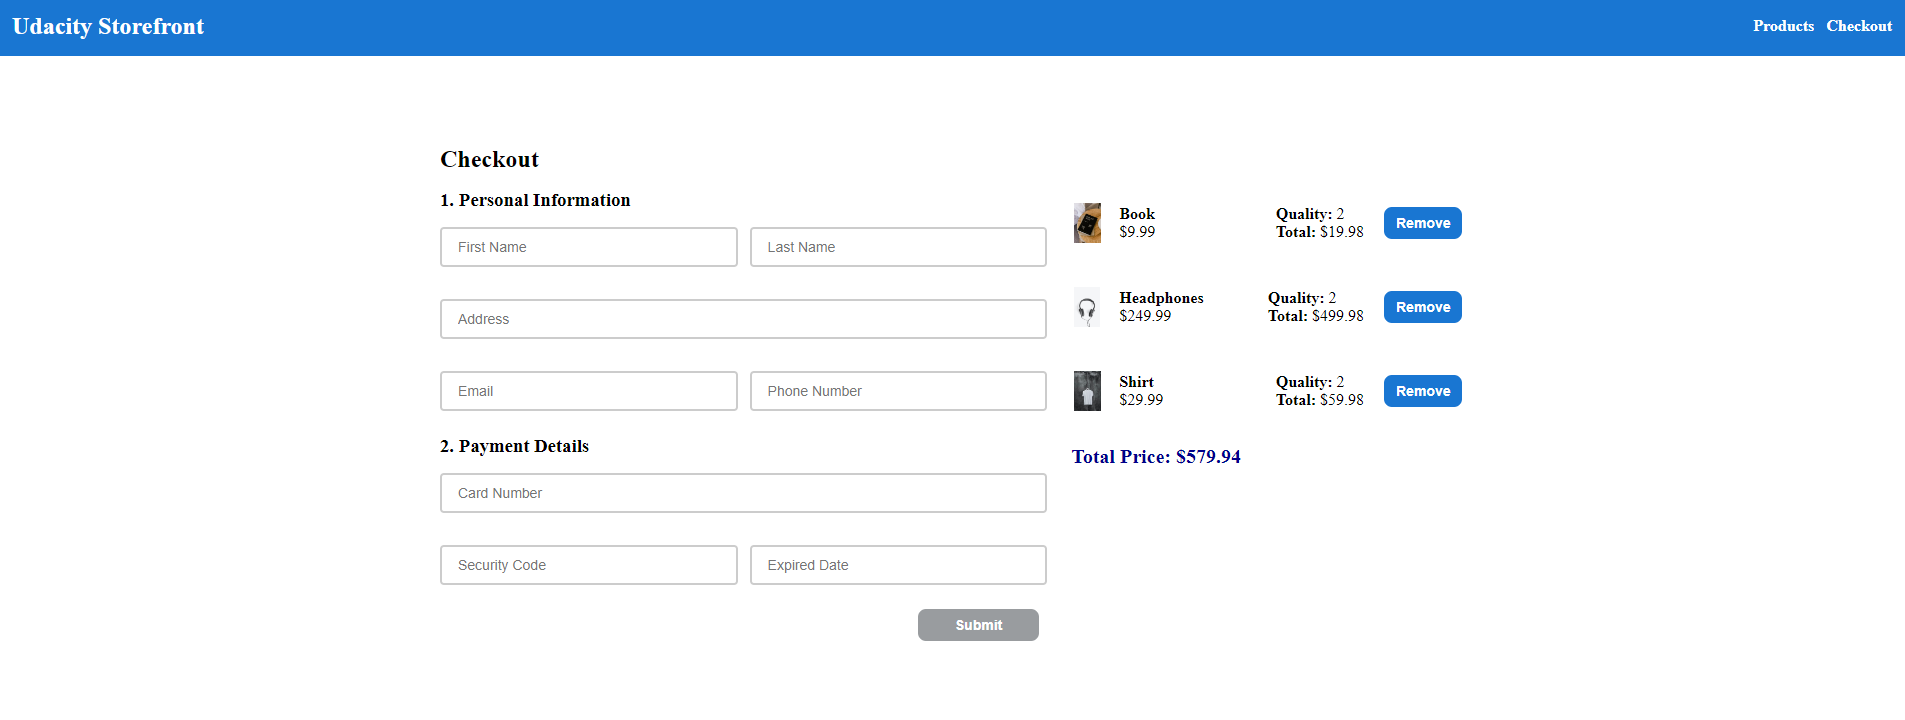 Udacity Storefront
Products Checkout
Checkout
1. Personal Information
First Name
Last Name
Address
Email
Phone Number
2. Payment Details
Card Number
Security Code
Expired Date
Submit
Book
$9.99
Quality: 2
Total: $19.98
Remove
Headphones
$249.99
Quality: 2
Total: $499.98
Remove
Shirt
$29.99
Quality: 2
Total: $59.98
Remove
Total Price: $579.94